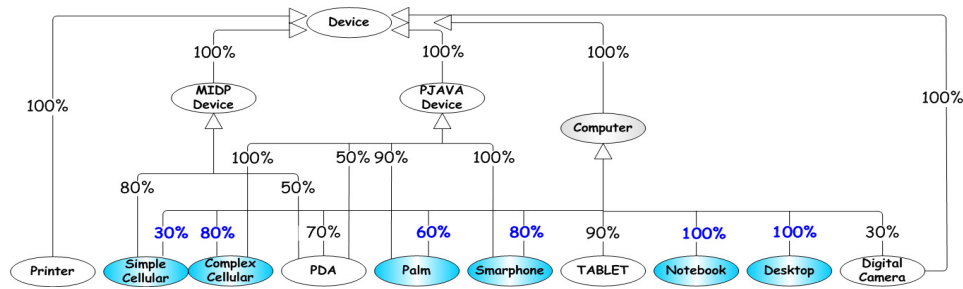 Device
100%
100%
100%
100%
MIDP
Device
PJAVA
Device
100%
100%
Computer
100%
50%
90%
100%
80%
50%
30%
80%
70%
60%
80%
90%
100%
100%
30%
Printer
Simple
Cellular
Complex
Cellular
PDA
Palm
Smarphone
TABLET
Notebook
Desktop
Digital
Camera